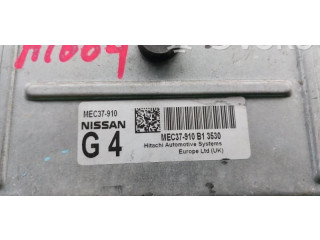 MEC37-910
NISSAN
G 4
MEC37-910 B1 3530
Hitachi Automotive Systems
Europe Ltd (UK)